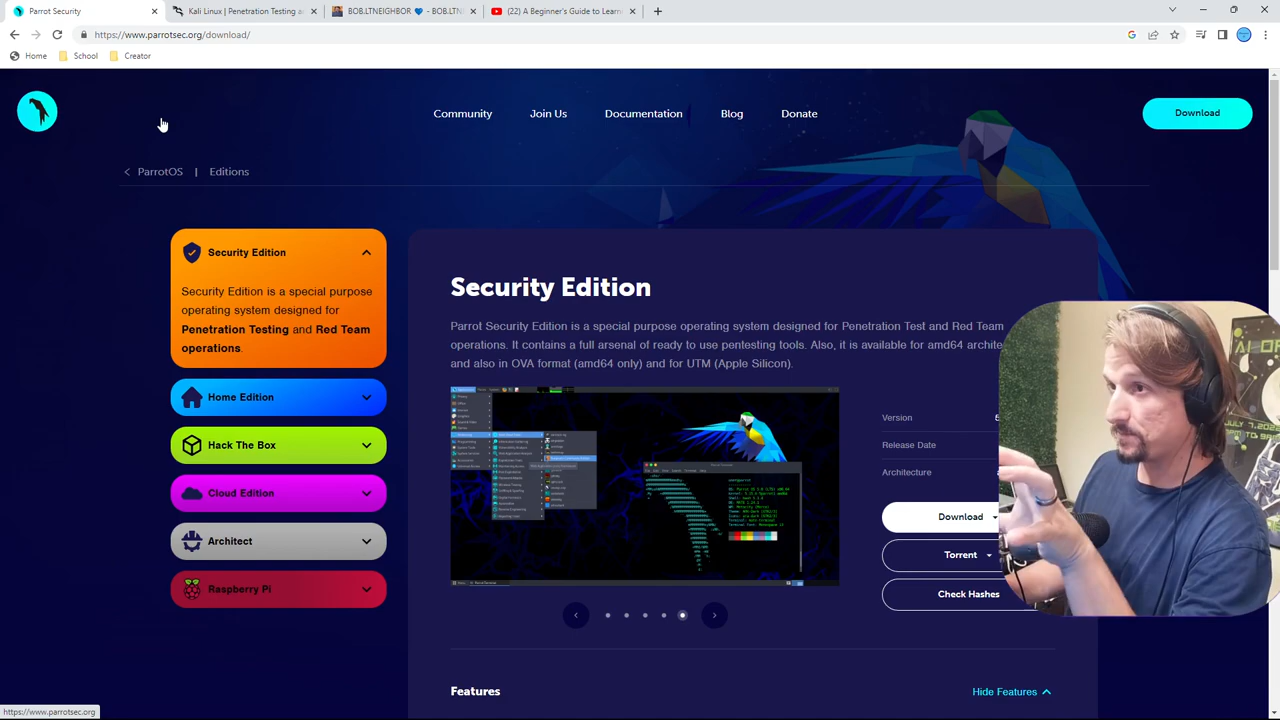 Parrot Security
Kali Linux | Penetration Testing a
BOB.LTNEIGHBOR 💙 - BOB.LTN
(22) A Beginner's Guide to Learn
https://www.parrotsec.org/download/
Home
School
Creator
Community
Join Us
Documentation
Blog
Donate
Download
ParrotOS | Editions
Security Edition
Security Edition is a special purpose
operating system designed for
Penetration Testing and Red Team
operations.
Home Edition
Hack The Box
Cloud Edition
Architect
Raspberry Pi
Security Edition
Parrot Security Edition is a special purpose operating system designed for Penetration Test and Red Team
operations. It contains a full arsenal of ready to use pentesting tools. Also, it is available for amd64 archite
and also in OVA format (amd64 only) and for UTM (Apple Silicon).
Version 5
Release Date
Architecture
Download
Torrent
Check Hashes
Features
Hide Features
JULY 7,
https://www.parrotsec.org